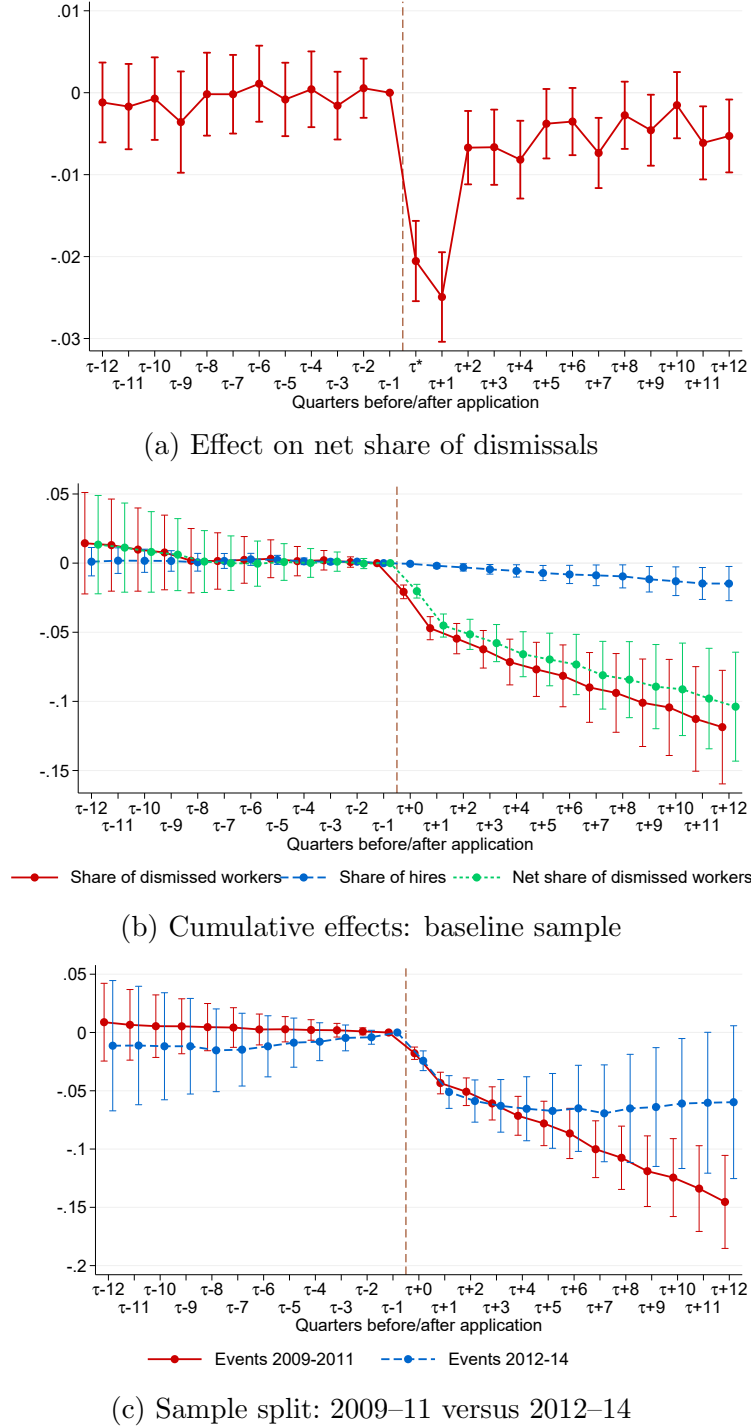 .01
0
-.01
-.02
-.03
τ-12 τ-10 τ-8 τ-6 τ-4 τ-2 τ* τ+2 τ+4 τ+6 τ+8 τ+10 τ+12
τ-11 τ-9 τ-7 τ-5 τ-3 τ-1 τ+1 τ+3 τ+5 τ+7 τ+9 τ+11
Quarters before/after application
(a) Effect on net share of dismissals
.05
0
-.05
-.1
-.15
τ-12 τ-10 τ-8 τ-6 τ-4 τ-2 τ+0 τ+2 τ+4 τ+6 τ+8 τ+10 τ+12
τ-11 τ-9 τ-7 τ-5 τ-3 τ-1 τ+1 τ+3 τ+5 τ+7 τ+9 τ+11
Quarters before/after application
Share of dismissed workers Share of hires Net share of dismissed workers
(b) Cumulative effects: baseline sample
.05
0
-.05
-.1
-.15
-.2
τ-12 τ-10 τ-8 τ-6 τ-4 τ-2 τ+0 τ+2 τ+4 τ+6 τ+8 τ+10 τ+12
τ-11 τ-9 τ-7 τ-5 τ-3 τ-1 τ+1 τ+3 τ+5 τ+7 τ+9 τ+11
Quarters before/after application
Events 2009-2011 Events 2012-14
(c) Sample split: 2009–11 versus 2012–14